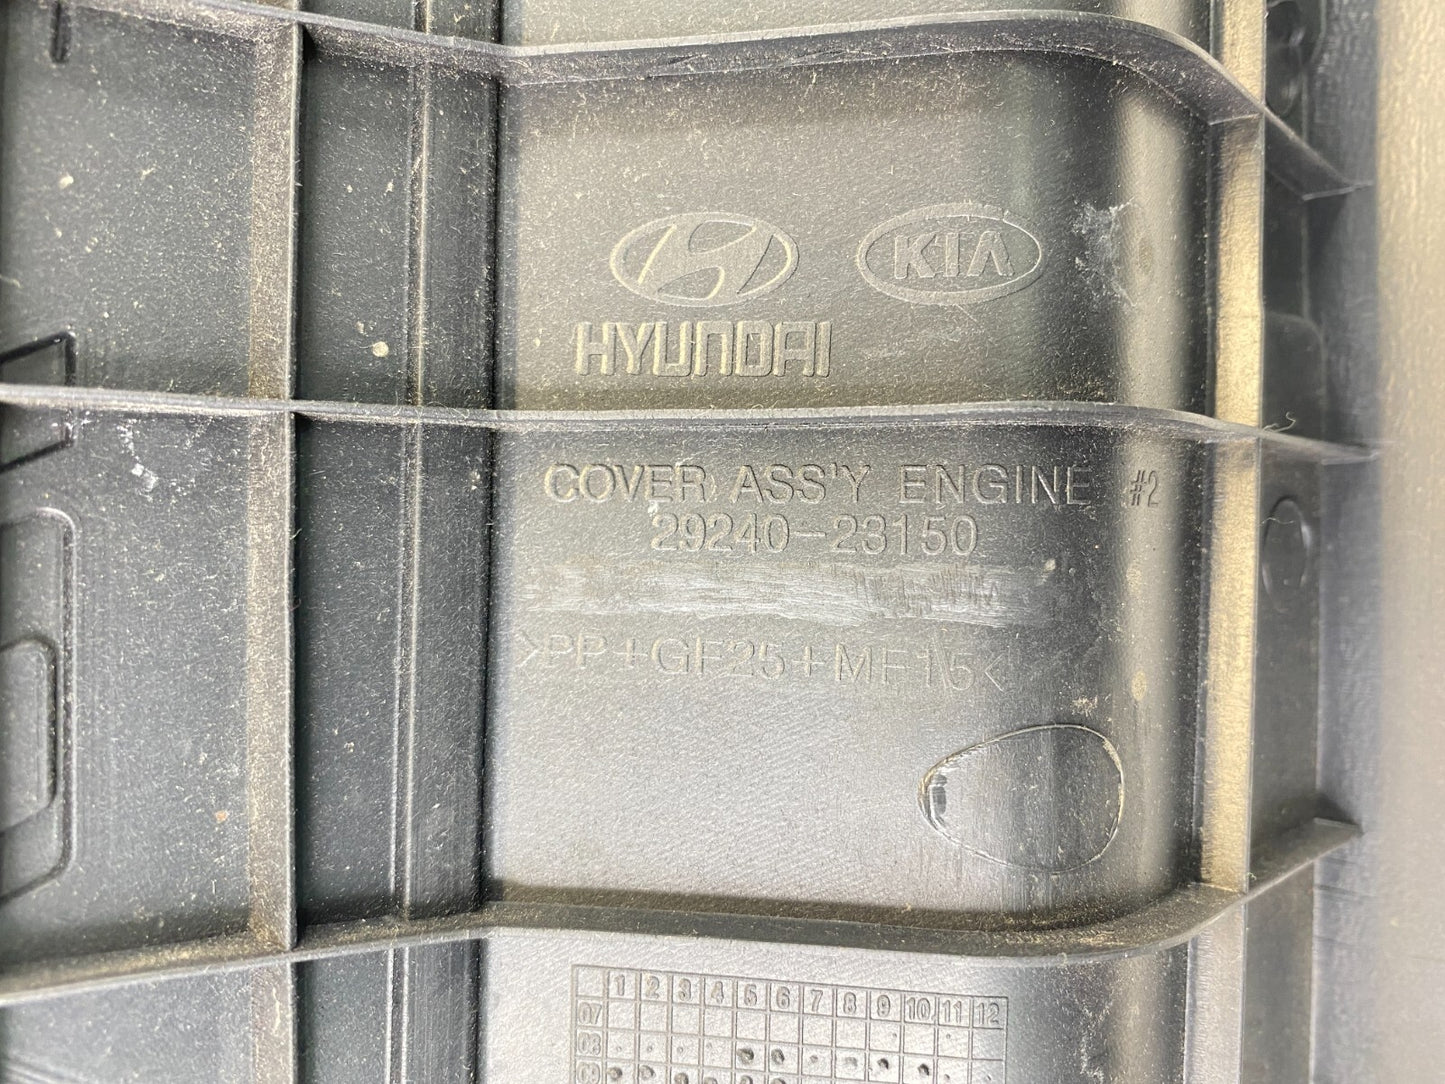 KIA
HYUNDAI
COVER ASS'Y ENGINE #2
29240-23150
>PP+GF25+MF15<
1 2 3 4 5 6 7 8 9 10 11 12
07
08
09